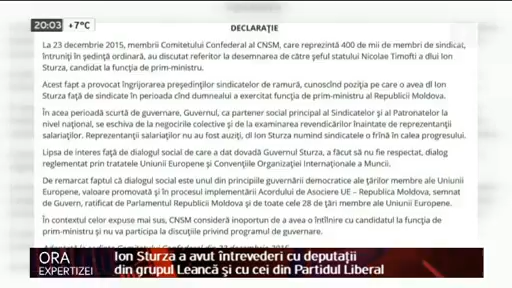 20:03 +7°C
DECLARAȚIE
La 23 decembrie 2015, membrii Comitetului Confederal al CNSM, care reprezintă 400 de mii de membri de sindicat,
întruniți în ședință ordinară, au discutat referitor la desemnarea de către șeful statului Nicolae Timofti a dlui Ion
Sturza, candidat la funcția de prim-ministru.
Acest fapt a provocat îngrijorarea președinților sindicatelor de ramură, cunoscînd poziția pe care o avea dl
Ion Sturza față de sindicate în perioada cînd dumnealui a exercitat funcția de prim-ministru al Republicii Moldova.
În acea perioadă scurtă de guvernare, Guvernul, ca partener social principal al Sindicatelor și al Patronatelor la
nivel național, se eschiva de la negocierile colective și de la examinarea revendicărilor înaintate de reprezentanții
salariaților. Reprezentanții salariaților nu au fost auziți, dl Ion Sturza numind sindicatele o frînă în calea progresului.
Lipsa de interes față de dialogul social de care a dat dovadă Guvernul Sturza, a făcut să nu fie respectat, dialog
reglementat prin tratatele Uniunii Europene și Convențiile Organizației Internaționale a Muncii.
De remarcat faptul că dialogul social este unul din principiile guvernării democratice ale țărilor membre ale Uniunii
Europene, valoare promovată și în procesul implementării Acordului de Asociere UE – Republica Moldova, semnat
de Guvern, ratificat de Parlamentul Republicii Moldova și de toate cele 28 de țări membre ale Uniunii Europene.
În contextul celor expuse mai sus, CNSM consideră inoportun de a avea o întîlnire cu candidatul la funcția de
prim-ministru și nu va participa la discuțiile privind programul de guvernare.
ORA
EXPERTIZEI
Ion Sturza a avut întrevederi cu deputații
din grupul Leancă și cu cei din Partidul Liberal